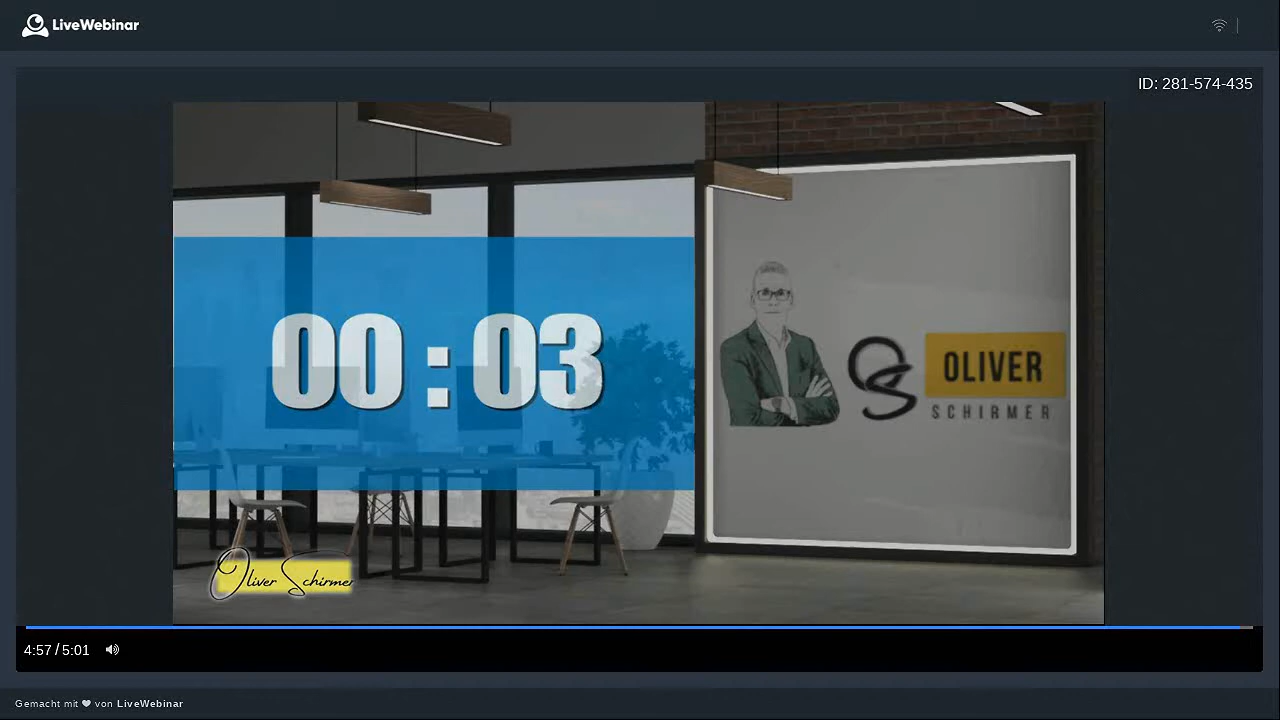 LiveWebinar
ID: 281-574-435
00:03
OS
OLIVER
SCHIRMER
Oliver Schirmer
4:57 / 5:01
Gemacht mit ♥ von LiveWebinar